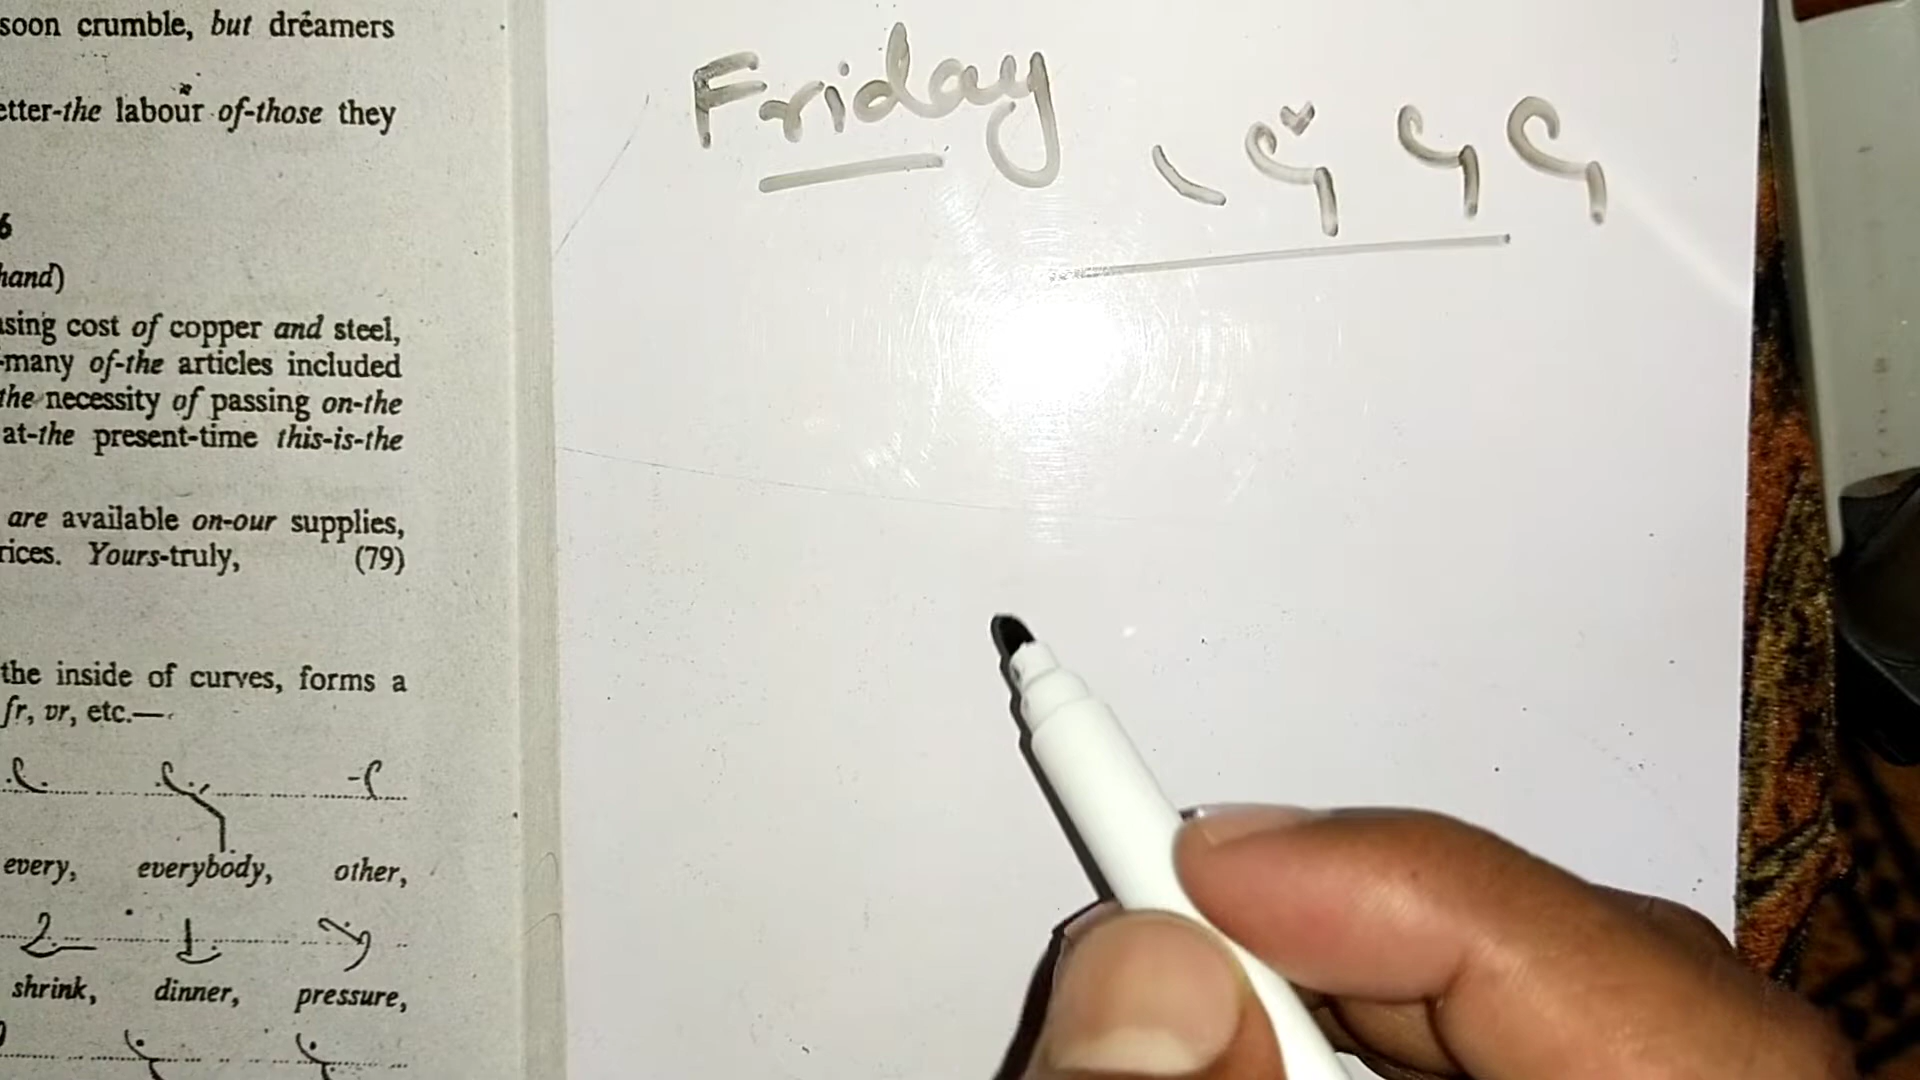 soon crumble, but dreamers
etter-the labour of-those they
6
hand)
sing cost of copper and steel,
-many of-the articles included
the necessity of passing on-the
at-the present-time this-is-the
are available on-our supplies,
rices. Yours-truly, (79)
the inside of curves, forms a
fr, vr, etc.—
every, everybody, other,
shrink, dinner, pressure,
Friday